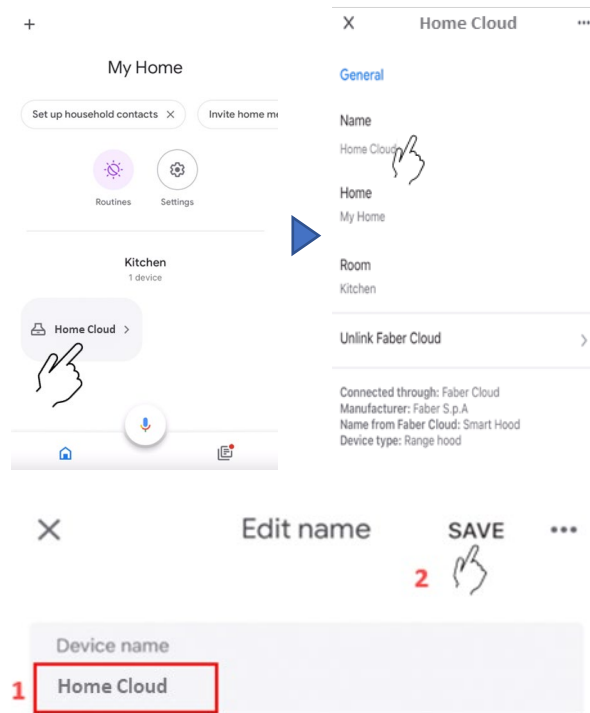 +
My Home
Set up household contacts X
Invite home me
Routines
Settings
Kitchen
1 device
Home Cloud >
X Home Cloud ...
General
Name
Home Cloud
Home
My Home
Room
Kitchen
Unlink Faber Cloud >
Connected through: Faber Cloud
Manufacturer: Faber S.p.A
Name from Faber Cloud: Smart Hood
Device type: Range hood
X Edit name SAVE ...
2
Device name
1 Home Cloud